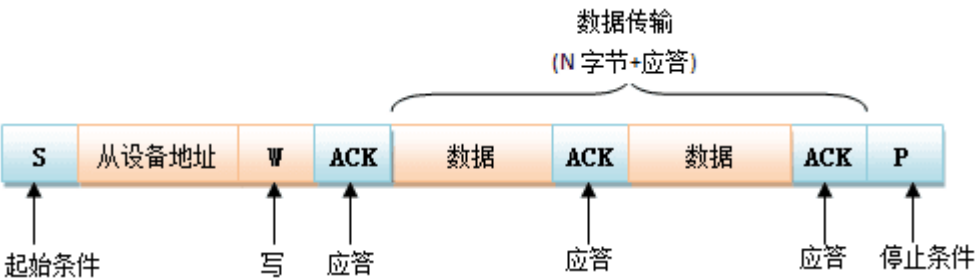 数据传输
(N 字节+应答)
S 从设备地址 W ACK 数据 ACK 数据 ACK P
起始条件 写 应答 应答 应答 停止条件